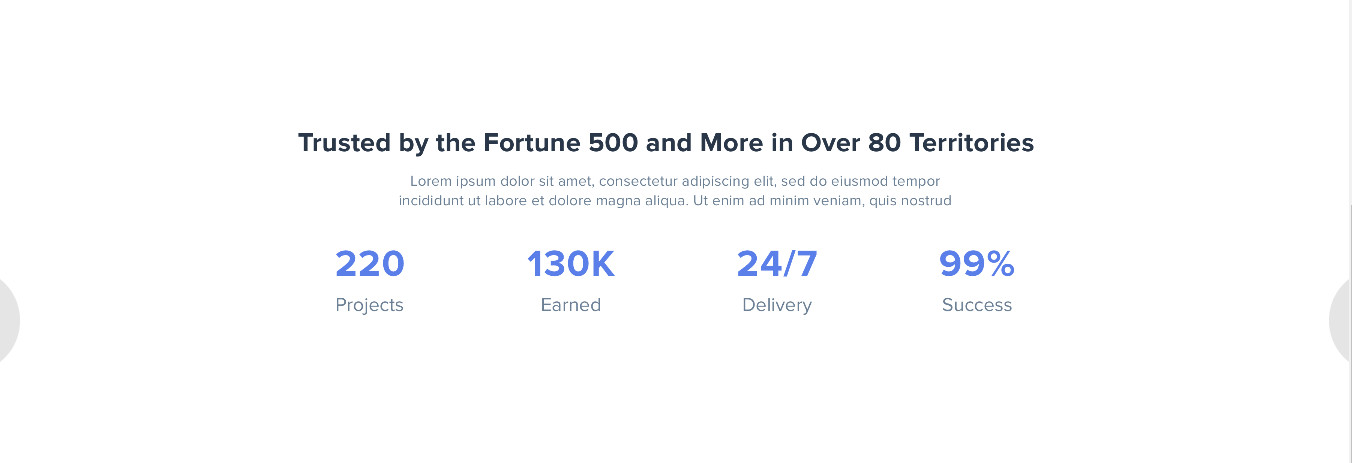 Trusted by the Fortune 500 and More in Over 80 Territories
Lorem ipsum dolor sit amet, consectetur adipiscing elit, sed do eiusmod tempor
incididunt ut labore et dolore magna aliqua. Ut enim ad minim veniam, quis nostrud
220 130K 24/7 99%
Projects Earned Delivery Success